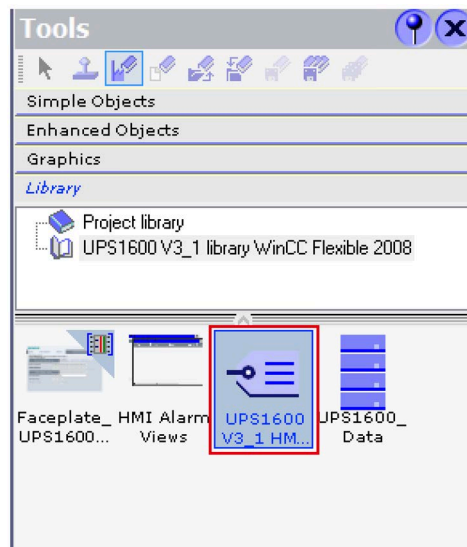 Tools
Simple Objects
Enhanced Objects
Graphics
Library
Project library
UPS1600 V3_1 library WinCC Flexible 2008
Faceplate_
UPS1600...
HMI Alarm
Views
UPS1600
V3_1 HM...
UPS1600_
Data